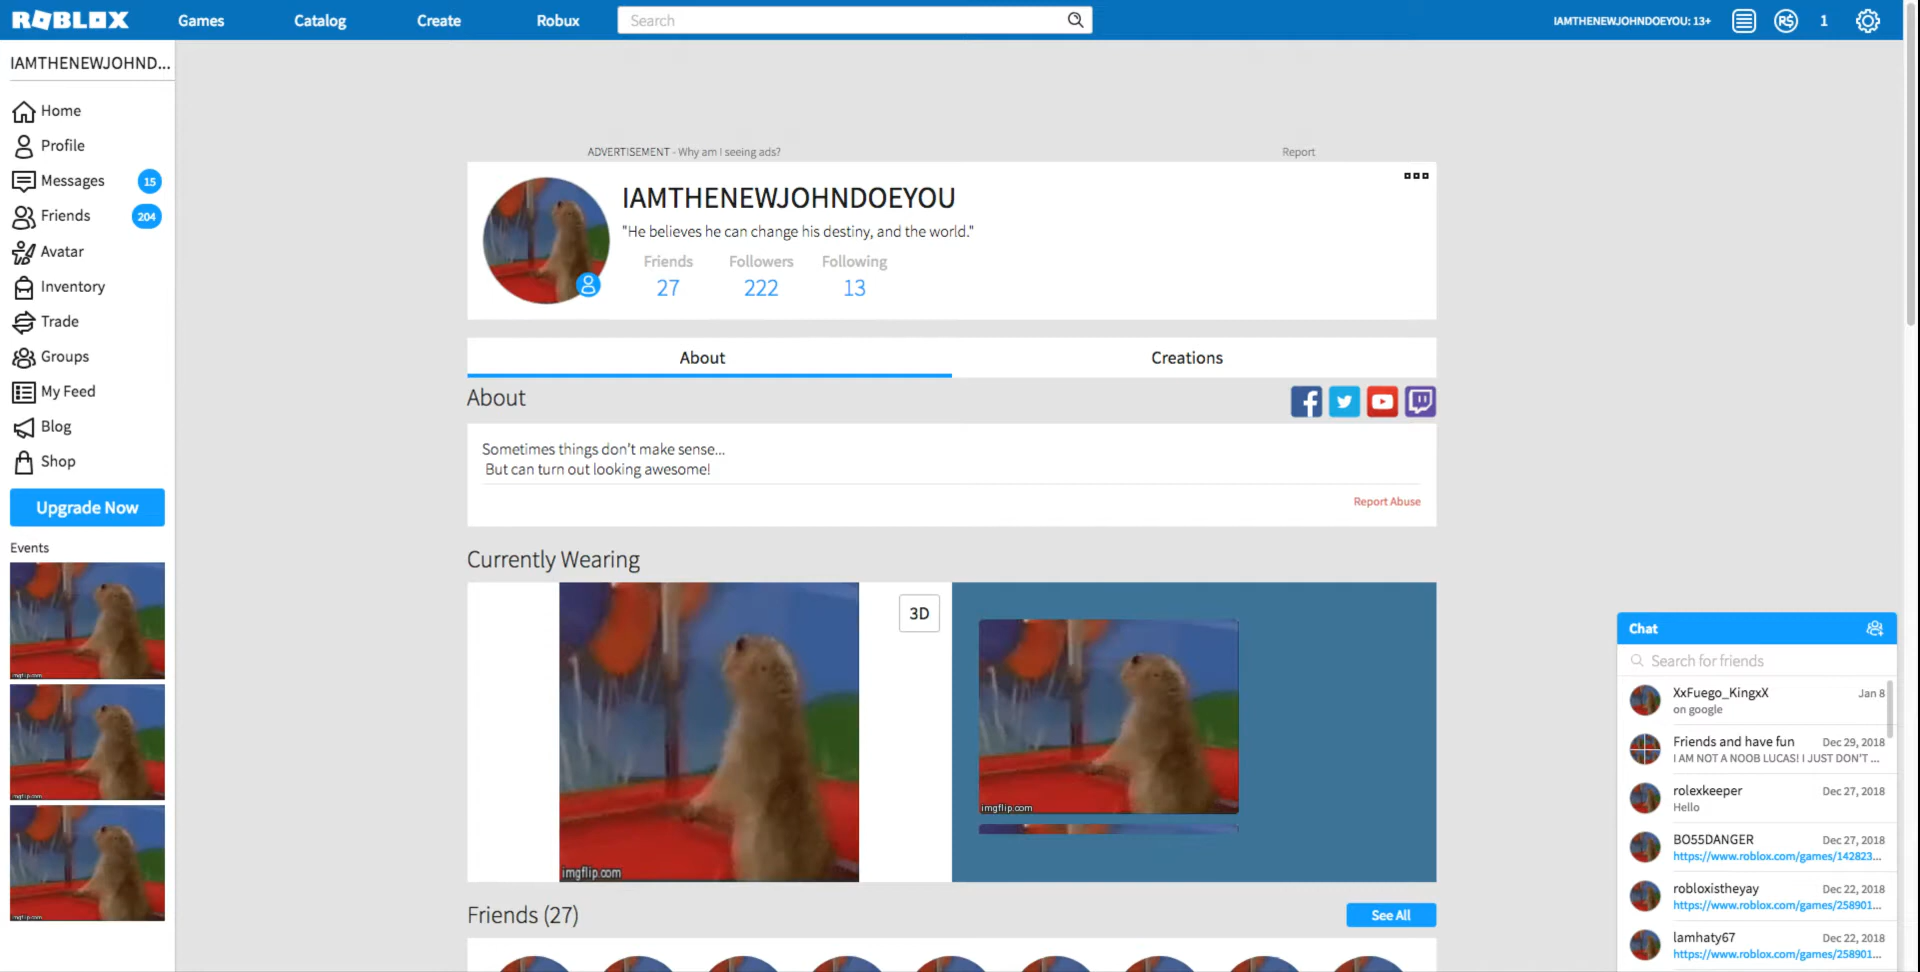 ROBLOX
Games
Catalog
Create
Robux
Search
IAMTHENEWJOHNDOEYOU: 13+
R$
1
IAMTHENEWJOHND...
Home
Profile
Messages
15
Friends
204
Avatar
Inventory
Trade
Groups
My Feed
Blog
Shop
Upgrade Now
Events
imgflip.com
imgflip.com
imgflip.com
ADVERTISEMENT - Why am I seeing ads?
Report
IAMTHENEWJOHNDOEYOU
"He believes he can change his destiny, and the world."
Friends
Followers
Following
27
222
13
About
Creations
About
Sometimes things don't make sense...
But can turn out looking awesome!
Report Abuse
Currently Wearing
3D
imgflip.com
imgflip.com
Friends (27)
See All
Chat
Search for friends
XxFuego_KingxX
Jan 8
on google
Friends and have fun
Dec 29, 2018
I AM NOT A NOOB LUCAS! I JUST DON'T ...
rolexkeeper
Dec 27, 2018
Hello
BO55DANGER
Dec 27, 2018
https://www.roblox.com/games/142823...
robloxistheyay
Dec 22, 2018
https://www.roblox.com/games/258901...
lamhaty67
Dec 22, 2018
https://www.roblox.com/games/258901...